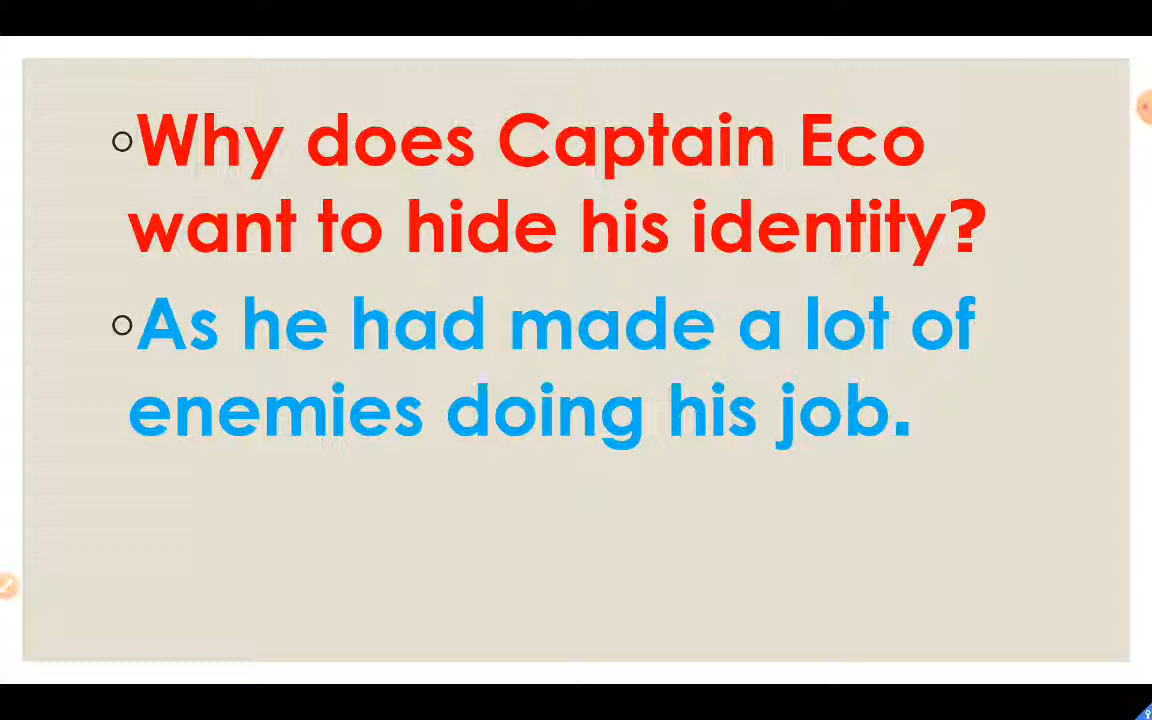 Why does Captain Eco
want to hide his identity?
As he had made a lot of
enemies doing his job.